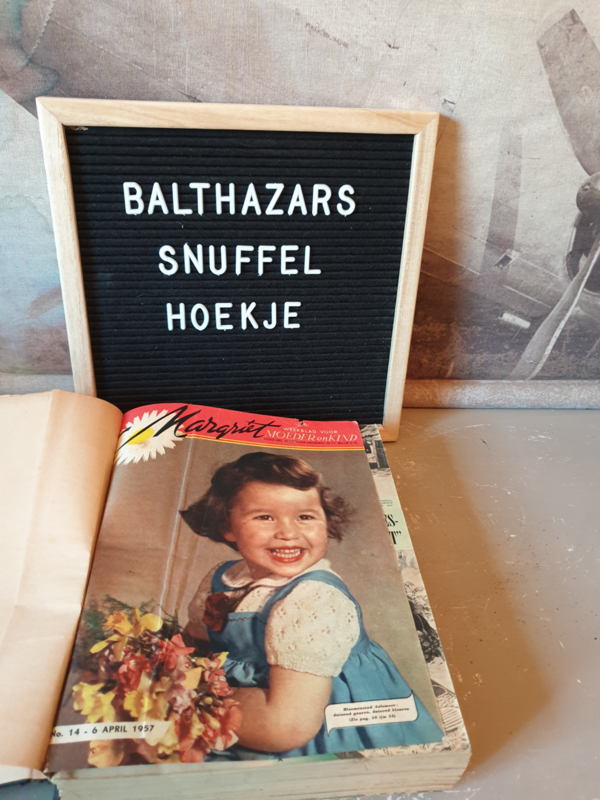 BALTHAZARS
SNUFFEL
HOEKJE
Margriet
WEEKBLAD VOOR
MOEDER en KIND
No. 14 - 6 APRIL 1957